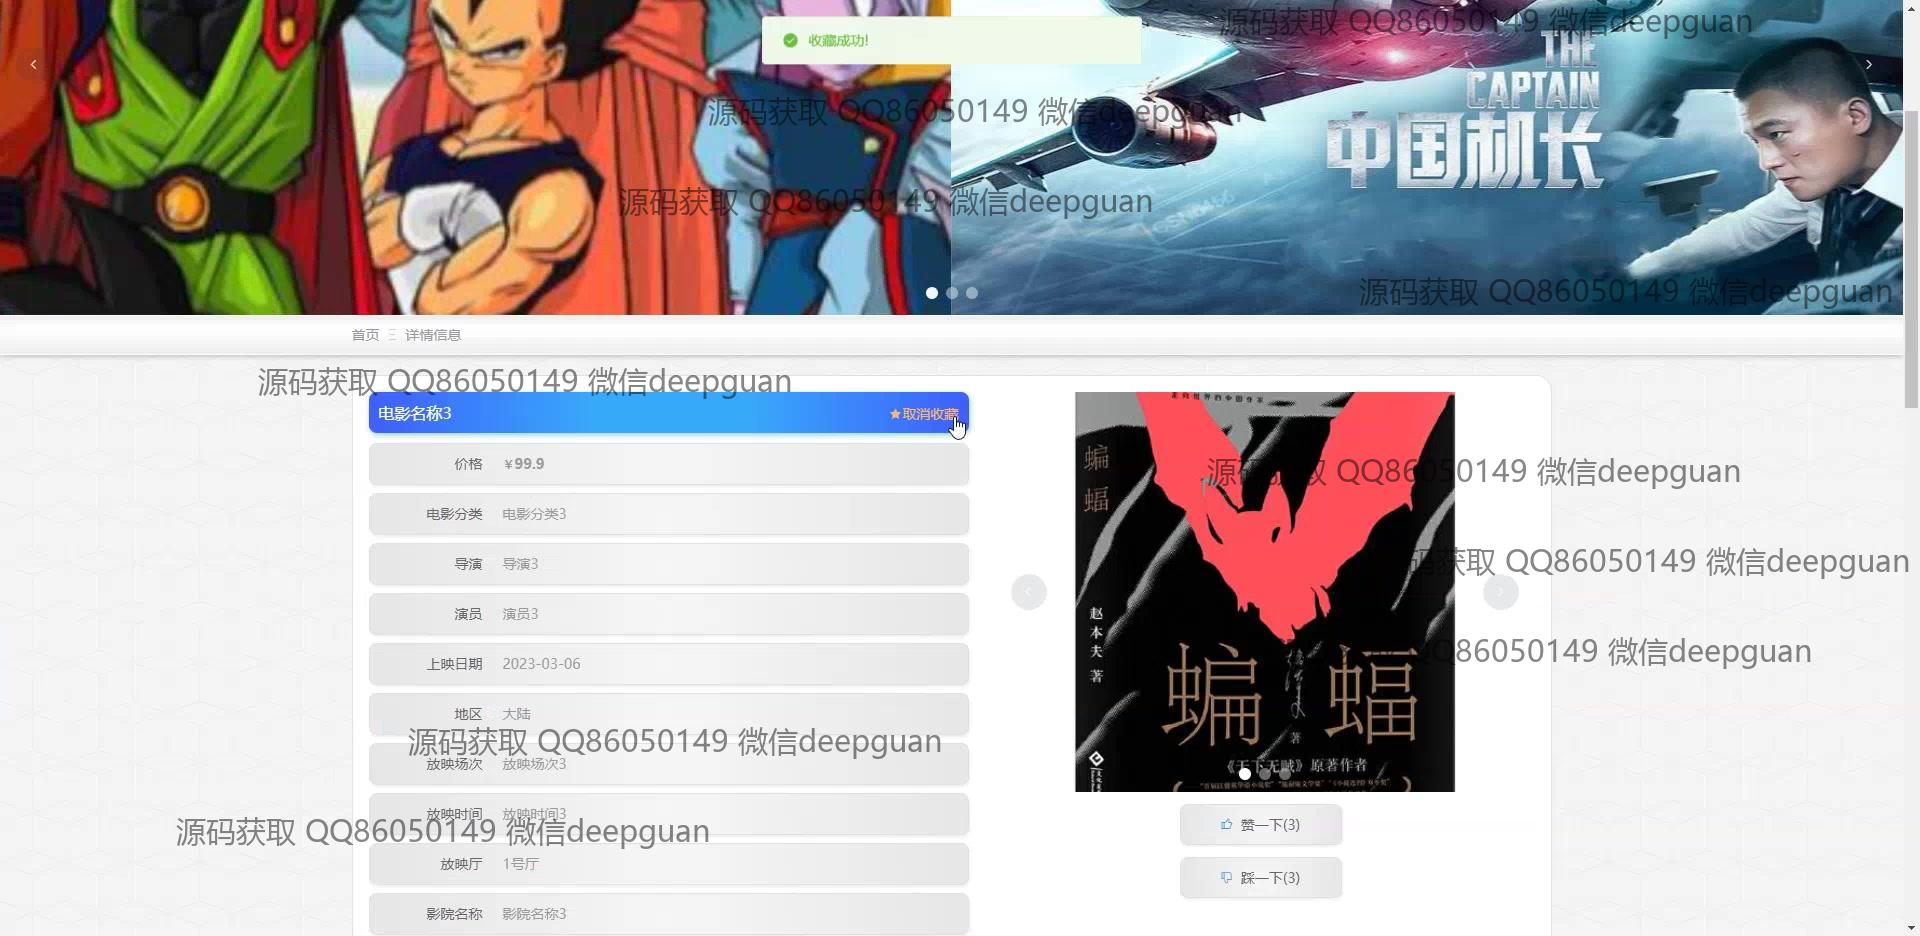 收藏成功!
源码获取 QQ86050149 微信deepguan
THE
CAPTAIN
中国机长
源码获取 QQ86050149 微信deepguan
源码获取 QQ86050149 微信deepguan
源码获取 QQ86050149 微信deepguan
首页
详情信息
源码获取 QQ86050149 微信deepguan
电影名称3
取消收藏
价格 ¥99.9
电影分类 电影分类3
导演 导演3
演员 演员3
上映日期 2023-03-06
地区 大陆
源码获取 QQ86050149 微信deepguan
放映场次 放映场次3
放映时间 放映时间3
源码获取 QQ86050149 微信deepguan
放映厅 1号厅
影院名称 影院名称3
走向世界的中国作家
蝙蝠
源码获取 QQ86050149 微信deepguan
码获取 QQ86050149 微信deepguan
QQ86050149 微信deepguan
赵本夫 著
蝙蝠
著
《天下无贼》原著作者
赞一下(3)
踩一下(3)